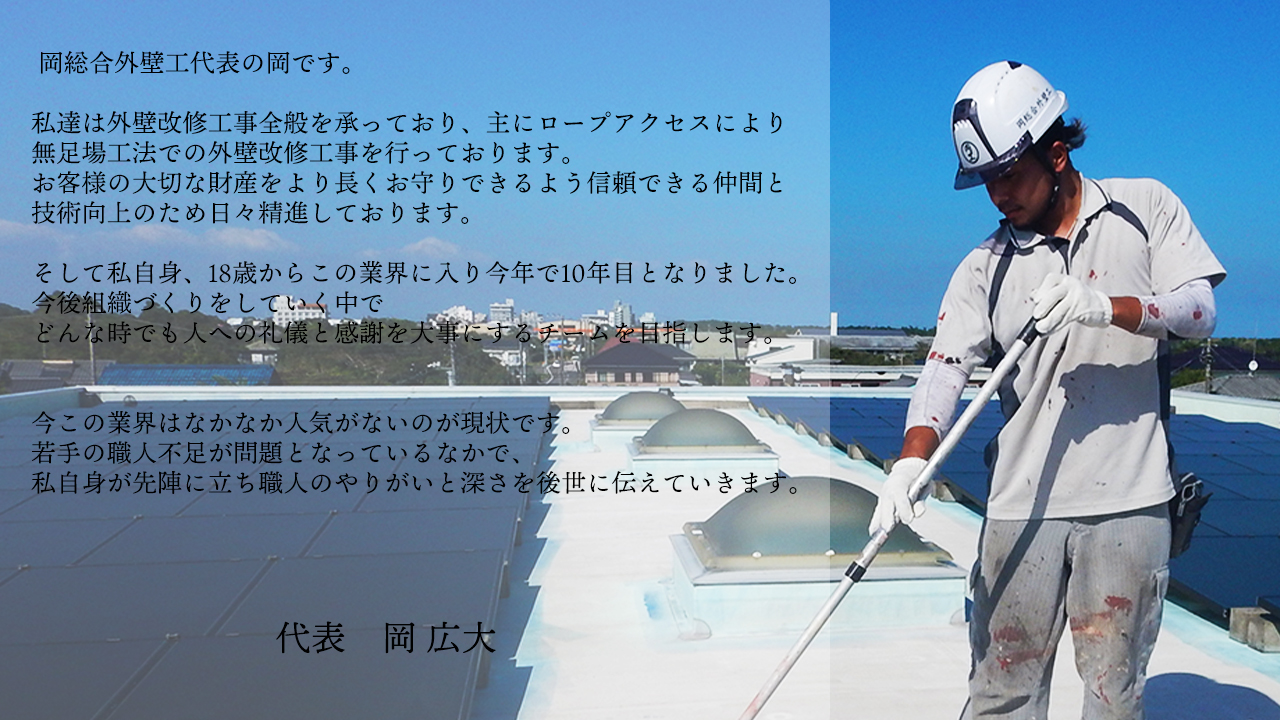 岡総合外壁工代表の岡です。
私達は外壁改修工事全般を承っており、主にロープアクセスにより
無足場工法での外壁改修工事を行っております。
お客様の大切な財産をより長くお守りできるよう信頼できる仲間と
技術向上のため日々精進しております。
そして私自身、18歳からこの業界に入り今年で10年目となりました。
今後組織づくりをしていく中で
どんな時でも人への礼儀と感謝を大事にするチームを目指します。
今この業界はなかなか人気がないのが現状です。
若手の職人不足が問題となっているなかで、
私自身が先陣に立ち職人のやりがいと深さを後世に伝えていきます。
代表　岡 広大
岡総合外壁工